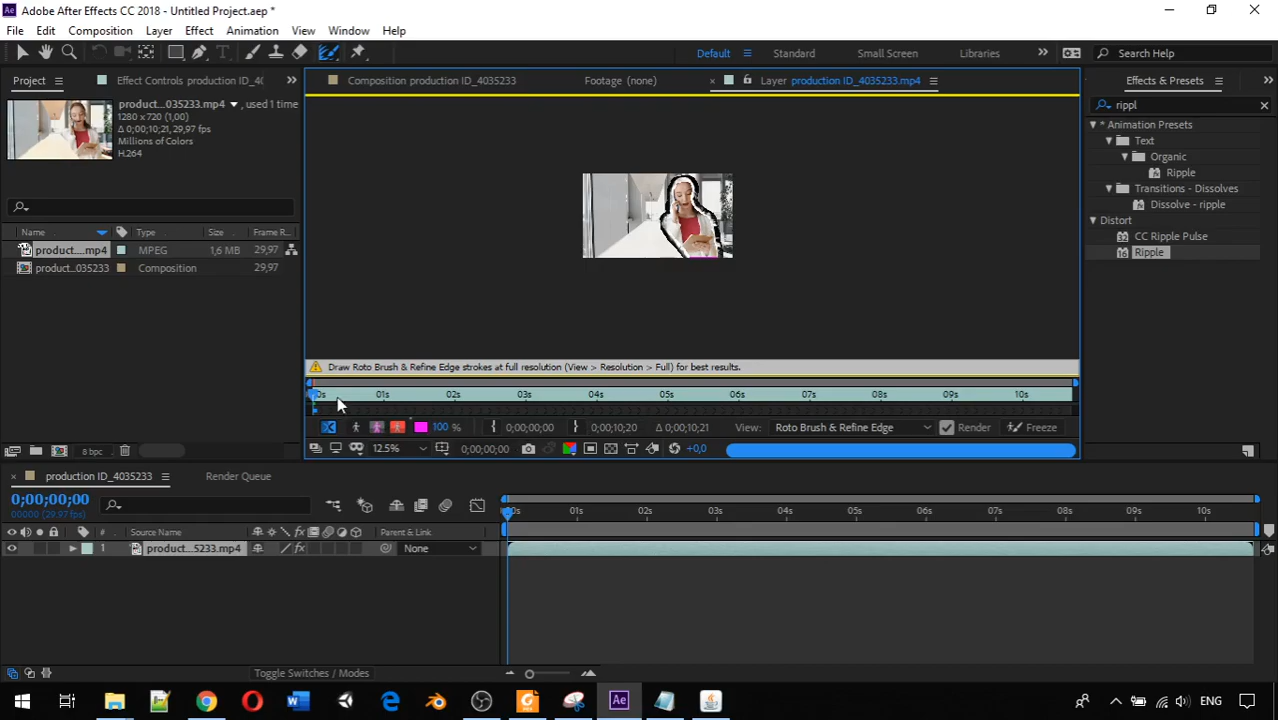 Adobe After Effects CC 2018 - Untitled Project.aep *
File Edit Composition Layer Effect Animation View Window Help
Default Standard Small Screen Libraries Search Help
Project Effect Controls production ID_4(
Composition production ID_4035233 Footage (none) Layer production ID_4035233.mp4
Effects & Presets
product...035233.mp4 , used 1 time
1280 x 720 (1,00)
Δ 0;00;10;21, 29,97 fps
Millions of Colors
H.264
rippl
* Animation Presets
Text
Organic
Ripple
Transitions - Dissolves
Dissolve - ripple
Distort
CC Ripple Pulse
Ripple
Name Type Size Frame R...
product....mp4 MPEG 1,6 MB 29,97
product...035233 Composition 29,97
Draw Roto Brush & Refine Edge strokes at full resolution (View > Resolution > Full) for best results.
0s 01s 02s 03s 04s 05s 06s 07s 08s 09s 10s
100 % 0;00;00;00 0;00;10;20 Δ 0;00;10;21 View: Roto Brush & Refine Edge Render Freeze
8 bpc 12.5% 0;00;00;00 +0,0
production ID_4035233 Render Queue
0;00;00;00
00000 (29.97 fps)
0s 01s 02s 03s 04s 05s 06s 07s 08s 09s 10s
# Source Name Parent & Link
1 product...5233.mp4 None
Toggle Switches / Modes
ENG